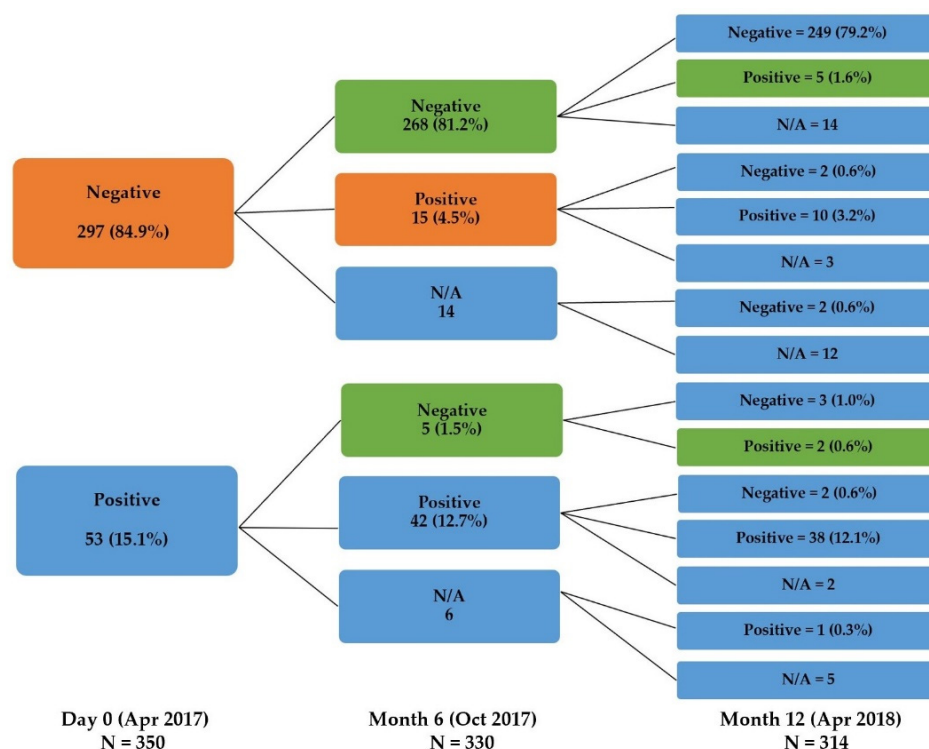 Negative
297 (84.9%)
Positive
53 (15.1%)
Negative
268 (81.2%)
Positive
15 (4.5%)
N/A
14
Negative
5 (1.5%)
Positive
42 (12.7%)
N/A
6
Negative = 249 (79.2%)
Positive = 5 (1.6%)
N/A = 14
Negative = 2 (0.6%)
Positive = 10 (3.2%)
N/A = 3
Negative = 2 (0.6%)
N/A = 12
Negative = 3 (1.0%)
Positive = 2 (0.6%)
Negative = 2 (0.6%)
Positive = 38 (12.1%)
N/A = 2
Positive = 1 (0.3%)
N/A = 5
Day 0 (Apr 2017)
N = 350
Month 6 (Oct 2017)
N = 330
Month 12 (Apr 2018)
N = 314